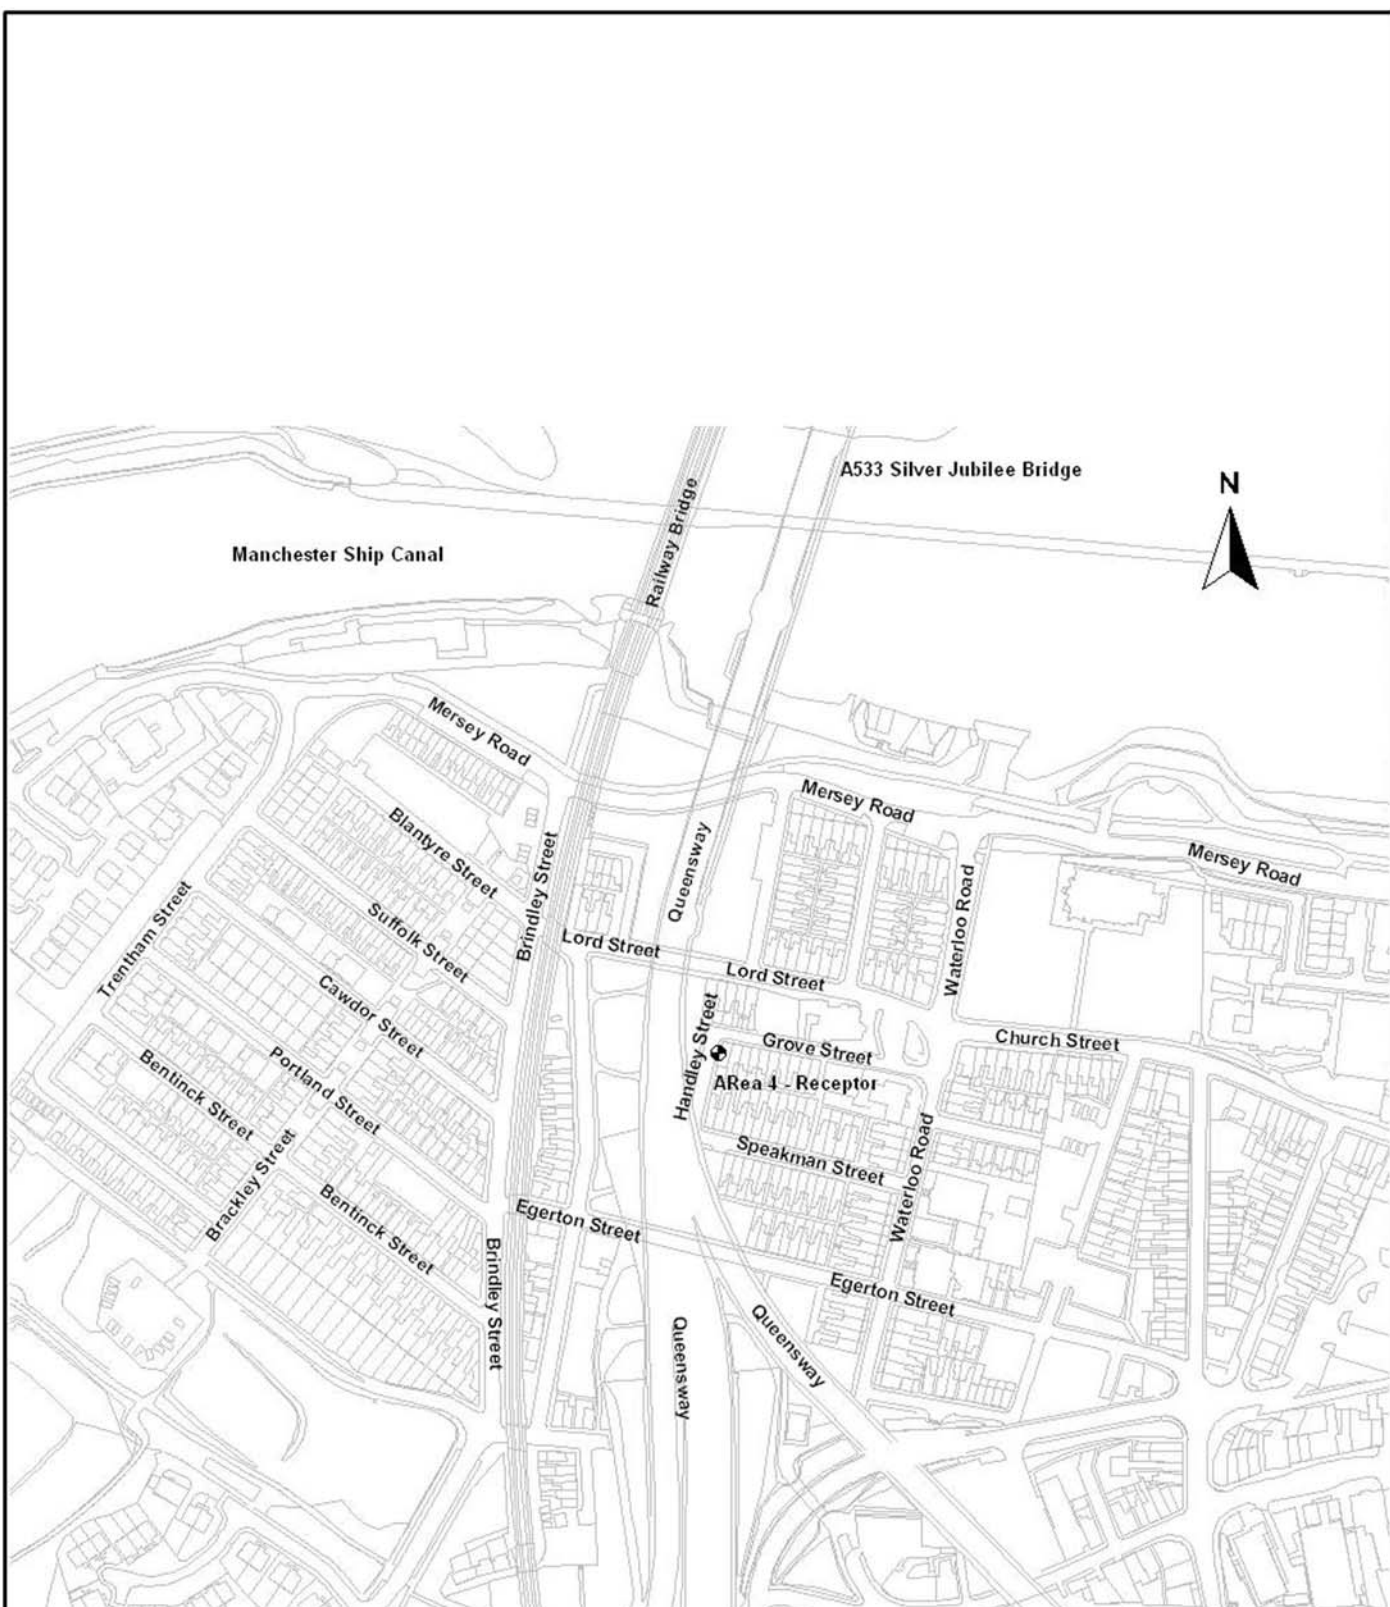 A533 Silver Jubilee Bridge
N
Railway Bridge
Manchester Ship Canal
Mersey Road
Mersey Road
Blantyre Street
Queensway
Brindley Street
Mersey Road
Waterloo Road
Trentham Street
Suffolk Street
Lord Street
Lord Street
Cawdor Street
Handley Street
Grove Street
Church Street
Portland Street
Bentinck Street
ARea 4 - Receptor
Speakman Street
Waterloo Road
Brackley Street
Bentinck Street
Egerton Street
Brindley Street
Egerton Street
Queensway
Queensway